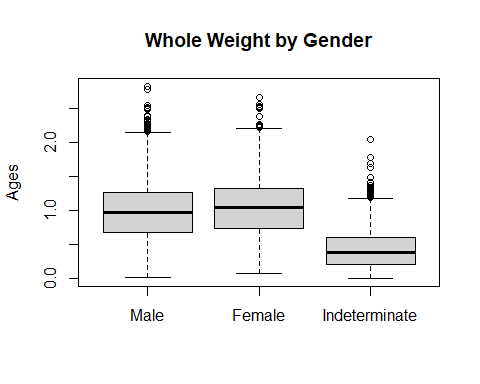 Whole Weight by Gender
Ages
2.0
1.0
0.0
Male Female Indeterminate